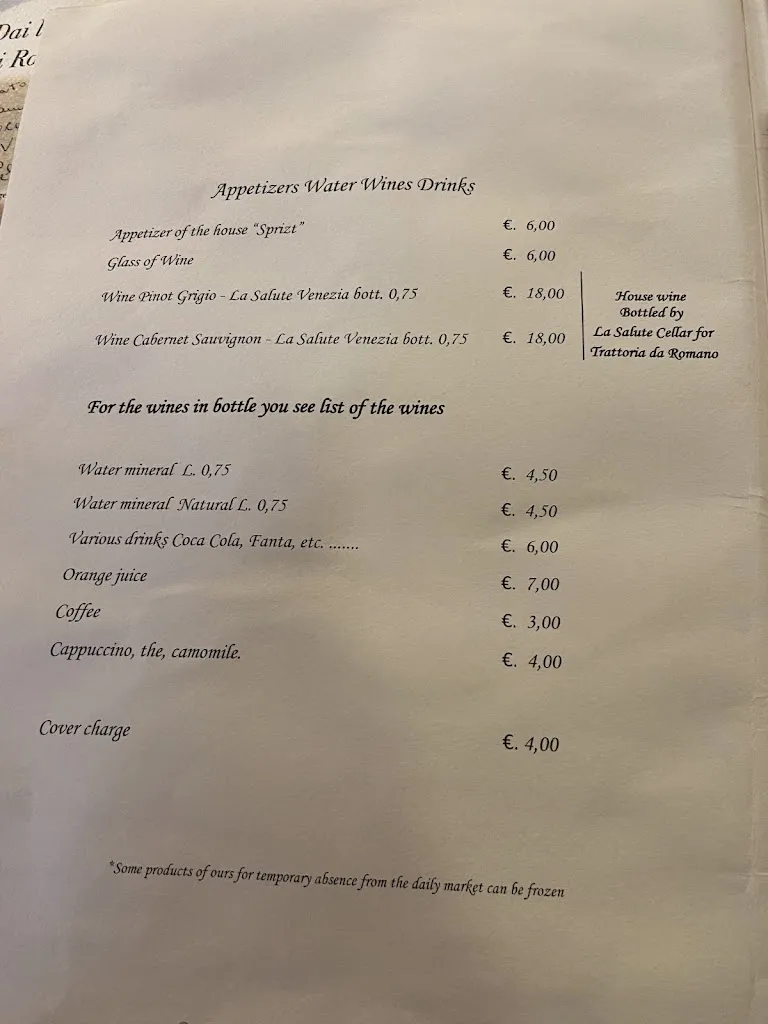 Dai
i Ro
Appetizers Water Wines Drinks
Appetizer of the house “Sprizt” €. 6,00
Glass of Wine €. 6,00
Wine Pinot Grigio - La Salute Venezia bott. 0,75 €. 18,00
Wine Cabernet Sauvignon - La Salute Venezia bott. 0,75 €. 18,00
House wine
Bottled by
La Salute Cellar for
Trattoria da Romano
For the wines in bottle you see list of the wines
Water mineral L. 0,75 €. 4,50
Water mineral Natural L. 0,75 €. 4,50
Various drinks Coca Cola, Fanta, etc. ....... €. 6,00
Orange juice €. 7,00
Coffee €. 3,00
Cappuccino, the, camomile. €. 4,00
Cover charge €. 4,00
*Some products of ours for temporary absence from the daily market can be frozen